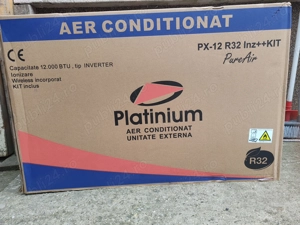 AER CONDITIONAT
PX-12 R32 Inz++KIT
PureAir
CE
Capacitate 12.000 BTU, tip INVERTER
Ionizare
Wireless incorporat
KIT inclus
Platinium
AER CONDITIONAT
UNITATE EXTERNA
R32